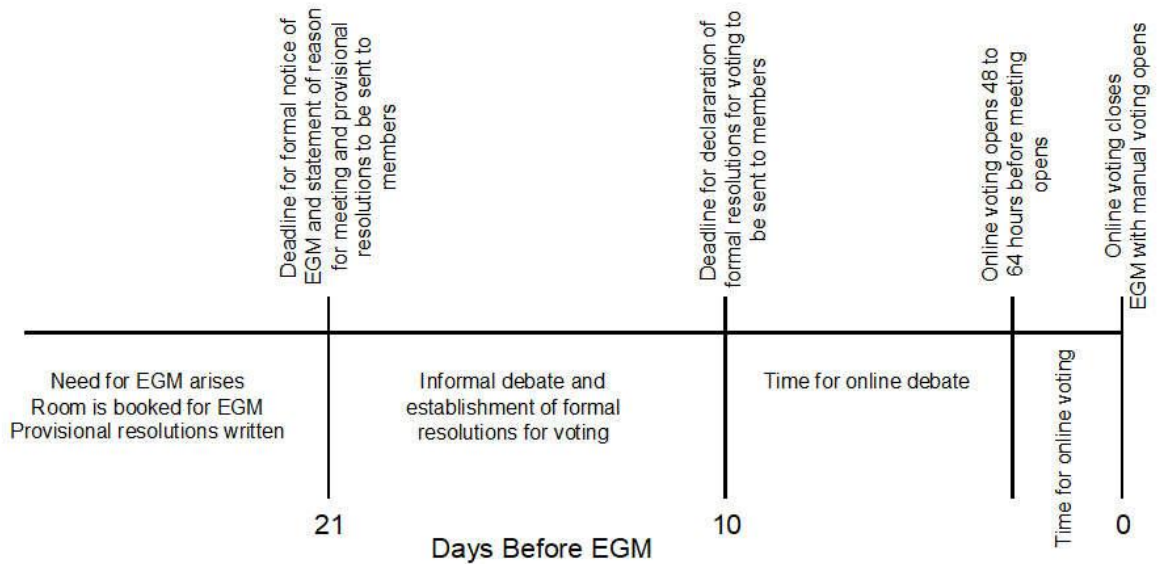 Deadline for formal notice of
EGM and statement of reason
for meeting and provisional
resolutions to be sent to
members
Deadline for declararation of
formal resolutions for voting to
be sent to members
Online voting opens 48 to
64 hours before meeting
opens
Online voting closes
EGM with manual voting opens
Need for EGM arises
Room is booked for EGM
Provisional resolutions written
Informal debate and
establishment of formal
resolutions for voting
Time for online debate
Time for online voting
21
10
0
Days Before EGM